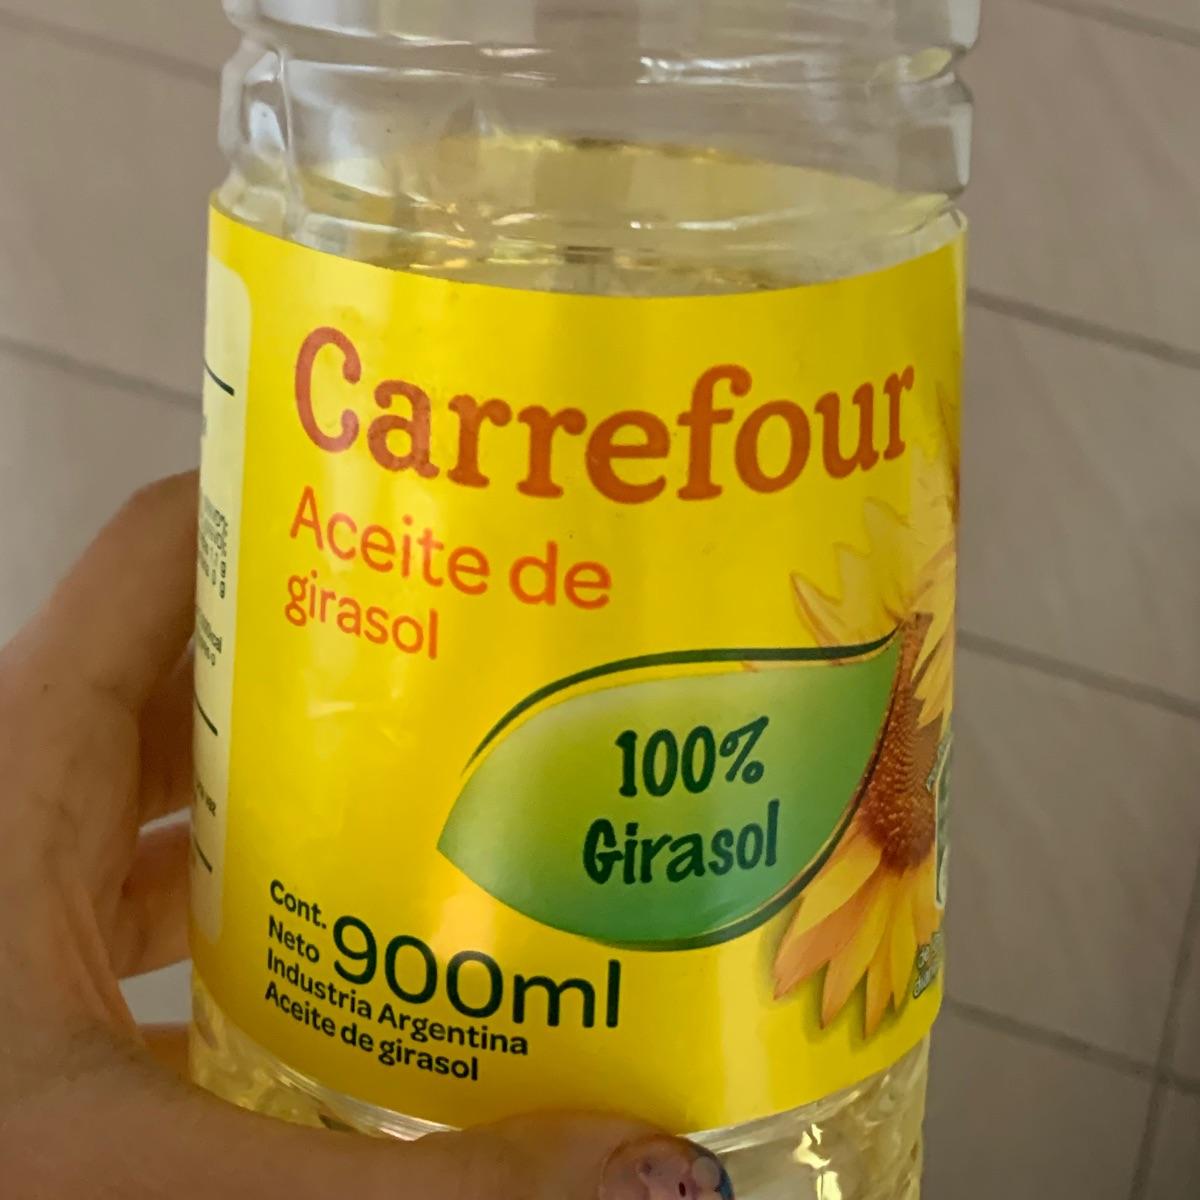 Carrefour
Aceite de
girasol
100%
Girasol
Cont.
Neto
900ml
Industria Argentina
Aceite de girasol